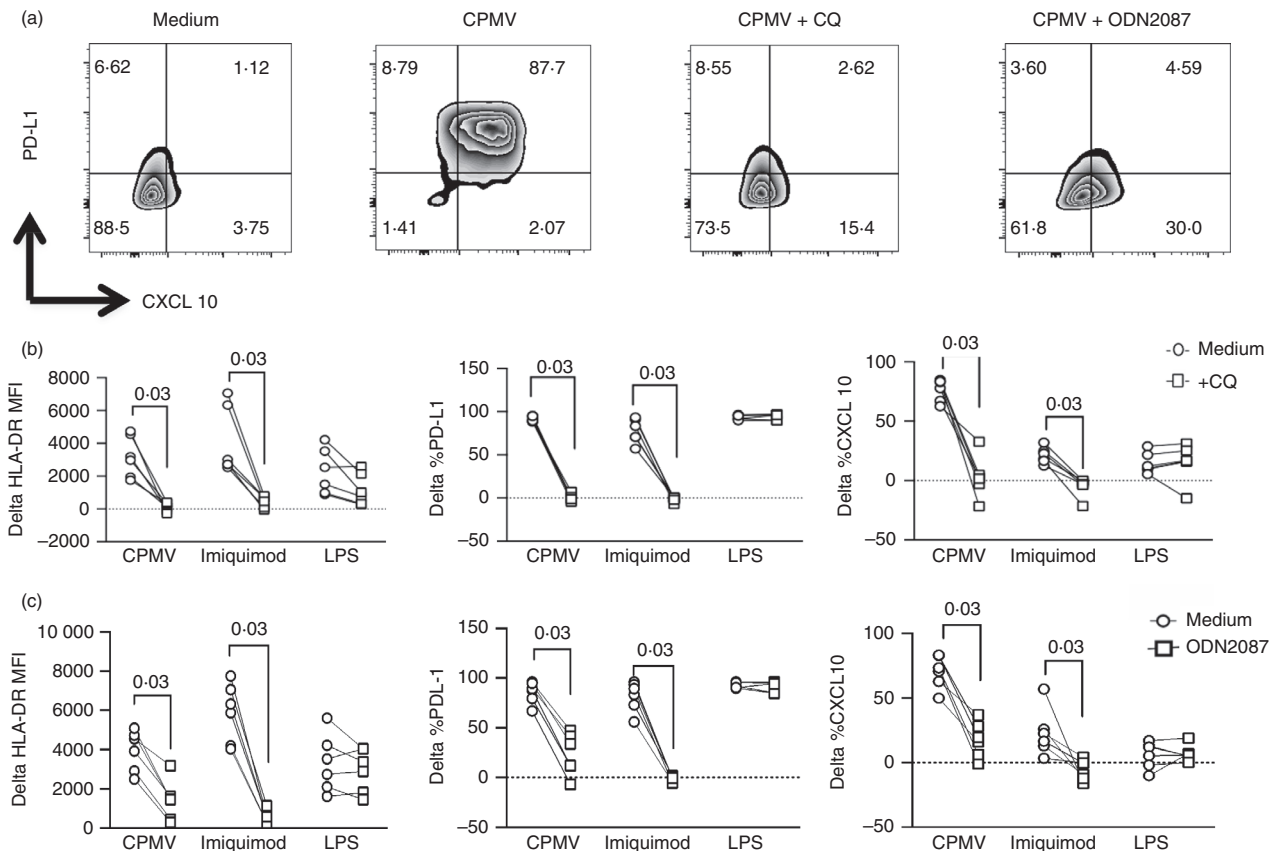 (a)
Medium
CPMV
CPMV + CQ
CPMV + ODN2087
PD-L1
6·62 1·12
88·5 3·75
8·79 87·7
1·41 2·07
8·55 2·62
73·5 15·4
3·60 4·59
61·8 30·0
CXCL 10
(b)
Delta HLA-DR MFI
8000
6000
4000
2000
0
−2000
0·03
0·03
CPMV Imiquimod LPS
Delta %PD-L1
150
100
50
0
−50
0·03
0·03
CPMV Imiquimod LPS
Delta %CXCL 10
100
50
0
−50
0·03
0·03
CPMV Imiquimod LPS
Medium
+CQ
(c)
Delta HLA-DR MFI
10 000
8000
6000
4000
2000
0
0·03
0·03
CPMV Imiquimod LPS
Delta %PDL-1
150
100
50
0
−50
0·03
0·03
CPMV Imiquimod LPS
Delta %CXCL10
100
50
0
−50
0·03
0·03
CPMV Imiquimod LPS
Medium
ODN2087